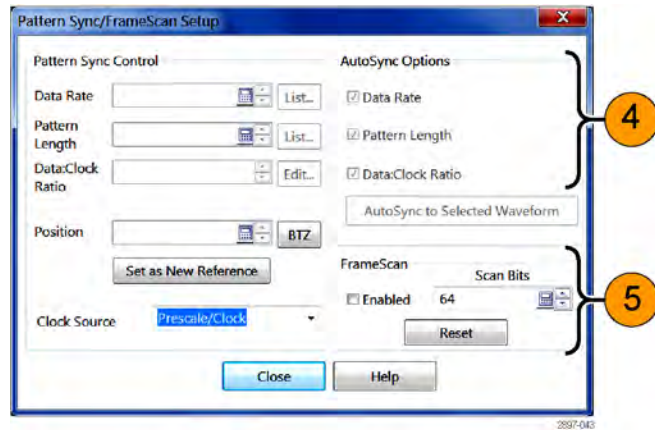 Pattern Sync/FrameScan Setup
X
Pattern Sync Control
Data Rate
List...
Pattern
Length
List...
Data:Clock
Ratio
Edit...
Position
BTZ
Set as New Reference
Clock Source
Prescale/Clock
AutoSync Options
Data Rate
Pattern Length
Data:Clock Ratio
AutoSync to Selected Waveform
4
FrameScan
Scan Bits
Enabled
64
Reset
5
Close
Help
2897-043